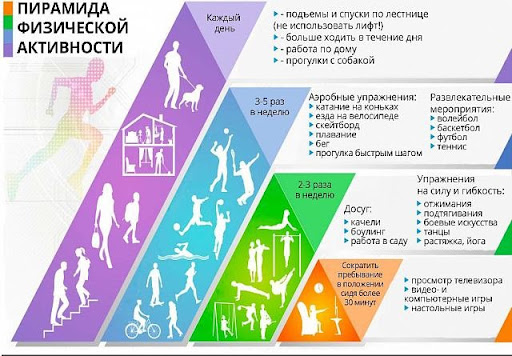 ПИРАМИДА
ФИЗИЧЕСКОЙ
АКТИВНОСТИ
Каждый
день
- подъемы и спуски по лестнице
(не использовать лифт!)
- больше ходить в течение дня
- работа по дому
- прогулки с собакой
3-5 раз
в неделю
Аэробные упражнения:
катание на коньках
езда на велосипеде
скейтборд
плавание
бег
прогулка быстрым шагом
Развлекательные
мероприятия:
волейбол
баскетбол
футбол
теннис
2-3 раза
в неделю
Досуг:
качели
боулинг
работа в саду
Упражнения
на силу и гибкость:
отжимания
подтягивания
боевые искусства
танцы
растяжка, йога
Сократить
пребывание
в положении
сидя более
30 минут
просмотр телевизора
видео- и
компьютерные игры
настольные игры